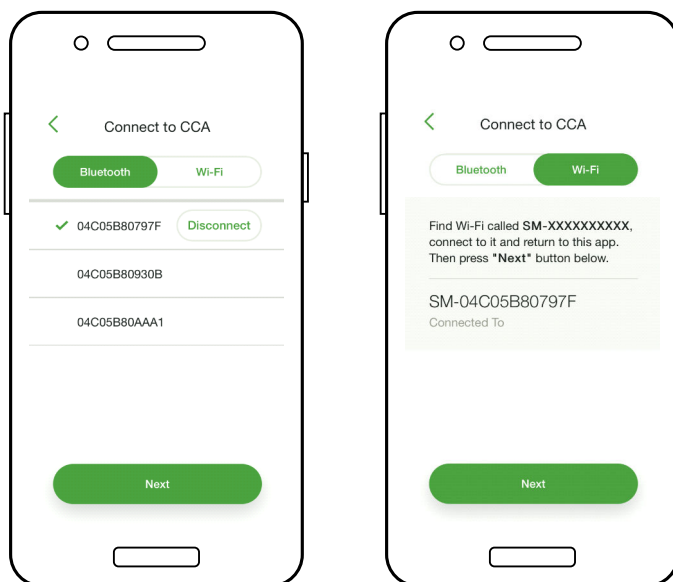 Connect to CCA
Bluetooth Wi-Fi
04C05B80797F Disconnect
04C05B80930B
04C05B80AAA1
Next
Connect to CCA
Bluetooth Wi-Fi
Find Wi-Fi called SM-XXXXXXXXXX,
connect to it and return to this app.
Then press "Next" button below.
SM-04C05B80797F
Connected To
Next